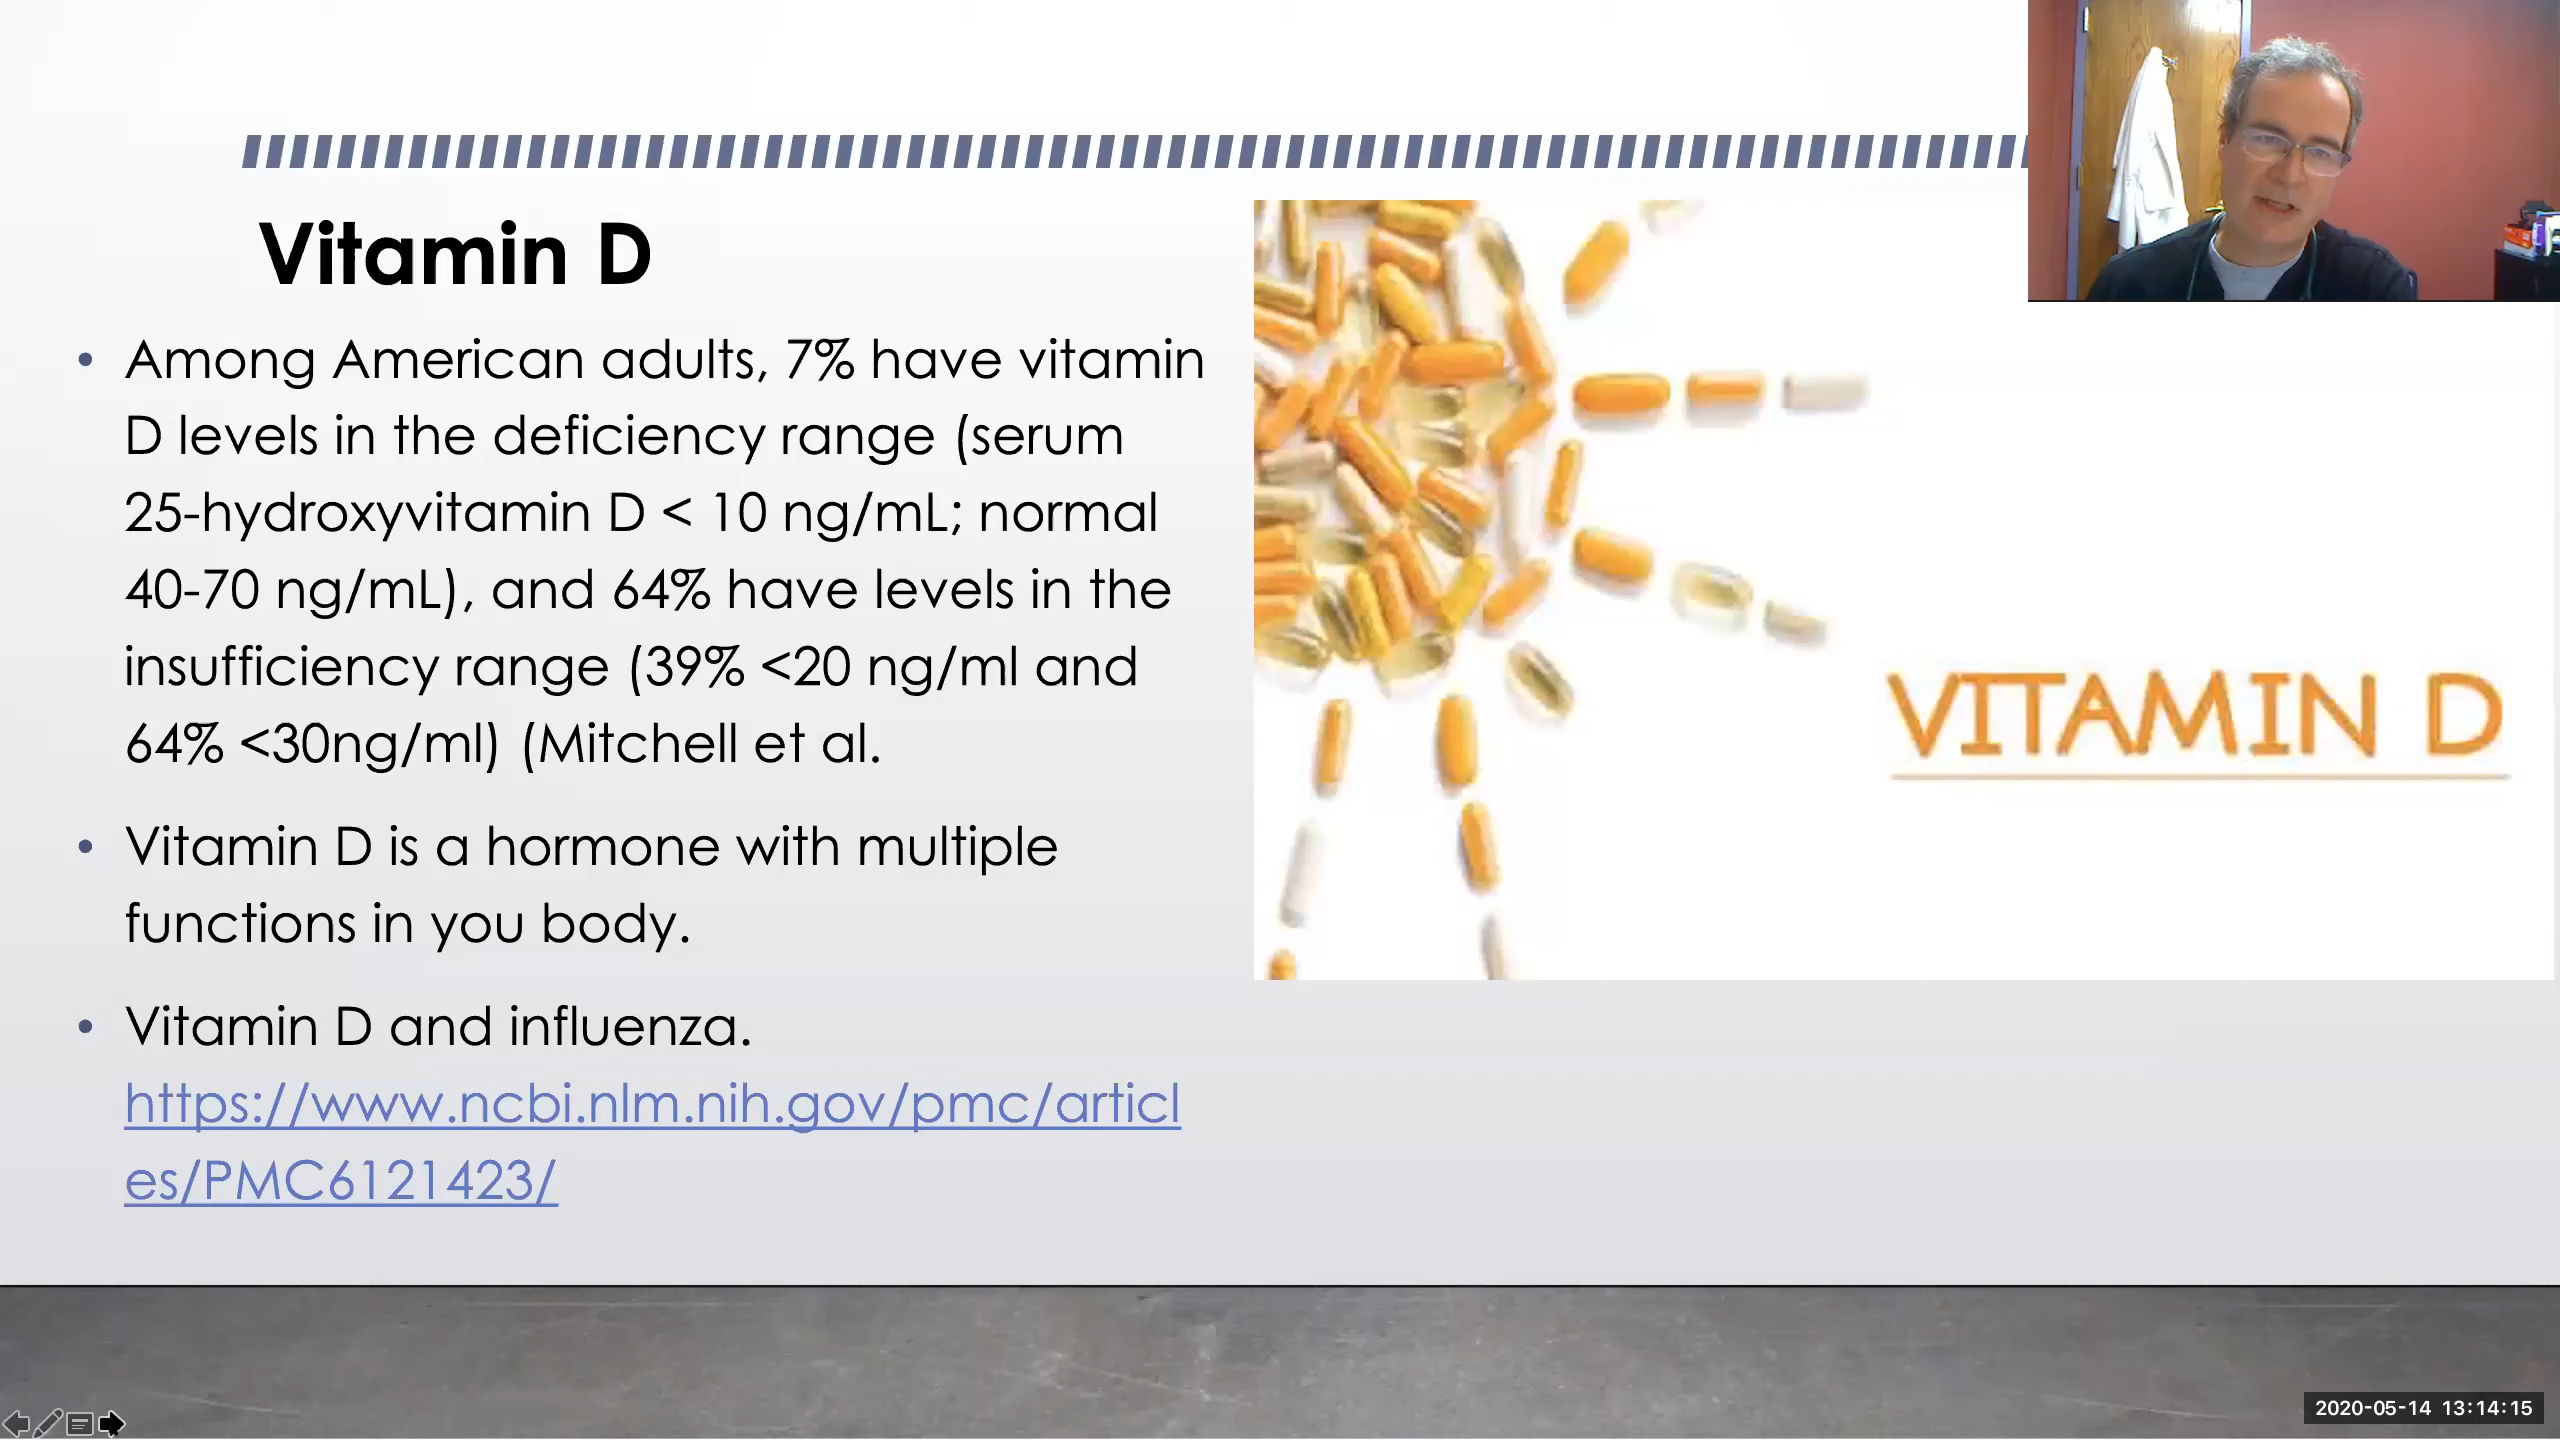 Vitamin D
• Among American adults, 7% have vitamin
D levels in the deficiency range (serum
25-hydroxyvitamin D < 10 ng/mL; normal
40-70 ng/mL), and 64% have levels in the
insufficiency range (39% <20 ng/ml and
64% <30ng/ml) (Mitchell et al.
• Vitamin D is a hormone with multiple
functions in you body.
• Vitamin D and influenza.
https://www.ncbi.nlm.nih.gov/pmc/articl
es/PMC6121423/
VITAMIN D
2020-05-14 13:14:15